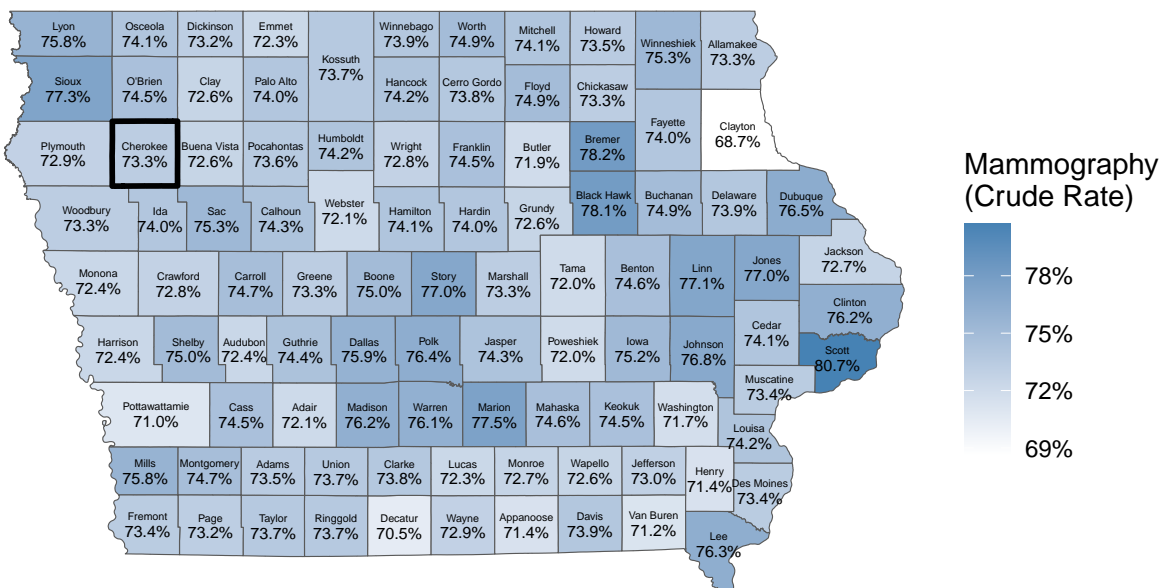 Lyon
75.8%
Osceola
74.1%
Dickinson
73.2%
Emmet
72.3%
Winnebago
73.9%
Worth
74.9%
Mitchell
74.1%
Howard
73.5%
Winneshiek
75.3%
Allamakee
73.3%
Kossuth
73.7%
Sioux
77.3%
O'Brien
74.5%
Clay
72.6%
Palo Alto
74.0%
Hancock
74.2%
Cerro Gordo
73.8%
Floyd
74.9%
Chickasaw
73.3%
Fayette
74.0%
Clayton
68.7%
Plymouth
72.9%
Cherokee
73.3%
Buena Vista
72.6%
Pocahontas
73.6%
Humboldt
74.2%
Wright
72.8%
Franklin
74.5%
Butler
71.9%
Bremer
78.2%
Woodbury
73.3%
Ida
74.0%
Sac
75.3%
Calhoun
74.3%
Webster
72.1%
Hamilton
74.1%
Hardin
74.0%
Grundy
72.6%
Black Hawk
78.1%
Buchanan
74.9%
Delaware
73.9%
Dubuque
76.5%
Monona
72.4%
Crawford
72.8%
Carroll
74.7%
Greene
73.3%
Boone
75.0%
Story
77.0%
Marshall
73.3%
Tama
72.0%
Benton
74.6%
Linn
77.1%
Jones
77.0%
Jackson
72.7%
Clinton
76.2%
Harrison
72.4%
Shelby
75.0%
Audubon
72.4%
Guthrie
74.4%
Dallas
75.9%
Polk
76.4%
Jasper
74.3%
Poweshiek
72.0%
Iowa
75.2%
Johnson
76.8%
Cedar
74.1%
Scott
80.7%
Muscatine
73.4%
Pottawattamie
71.0%
Cass
74.5%
Adair
72.1%
Madison
76.2%
Warren
76.1%
Marion
77.5%
Mahaska
74.6%
Keokuk
74.5%
Washington
71.7%
Louisa
74.2%
Mills
75.8%
Montgomery
74.7%
Adams
73.5%
Union
73.7%
Clarke
73.8%
Lucas
72.3%
Monroe
72.7%
Wapello
72.6%
Jefferson
73.0%
Henry
71.4%
Des Moines
73.4%
Fremont
73.4%
Page
73.2%
Taylor
73.7%
Ringgold
73.7%
Decatur
70.5%
Wayne
72.9%
Appanoose
71.4%
Davis
73.9%
Van Buren
71.2%
Lee
76.3%
Mammography
(Crude Rate)
78%
75%
72%
69%